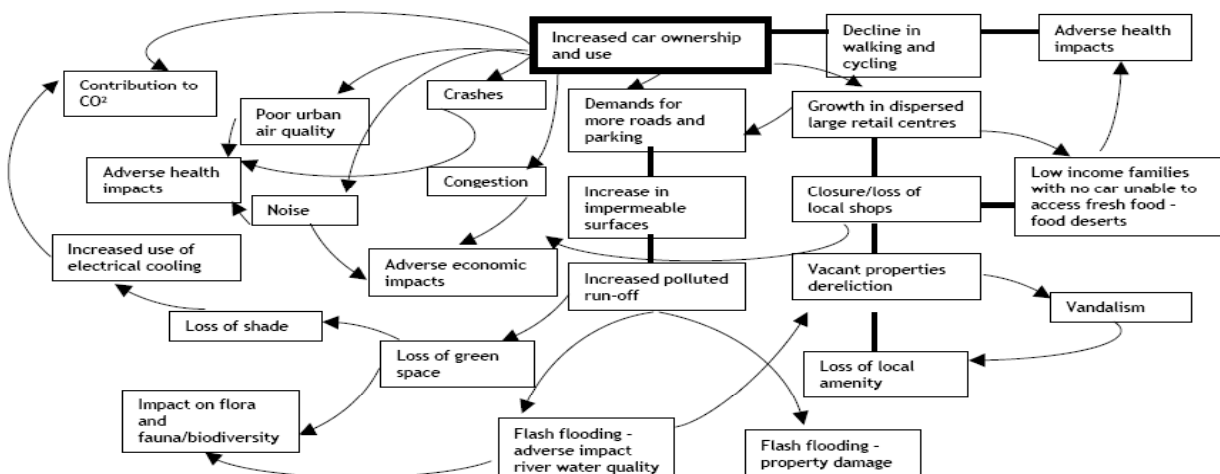 Increased car ownership
and use
Decline in
walking and
cycling
Adverse health
impacts
Contribution to
CO²
Poor urban
air quality
Crashes
Demands for
more roads and
parking
Growth in dispersed
large retail centres
Adverse health
impacts
Noise
Congestion
Increase in
impermeable
surfaces
Closure/loss of
local shops
Low income families
with no car unable to
access fresh food -
food deserts
Increased use of
electrical cooling
Adverse economic
impacts
Increased polluted
run-off
Vacant properties
dereliction
Vandalism
Loss of shade
Loss of green
space
Loss of local
amenity
Impact on flora
and
fauna/biodiversity
Flash flooding -
adverse impact
river water quality
Flash flooding -
property damage